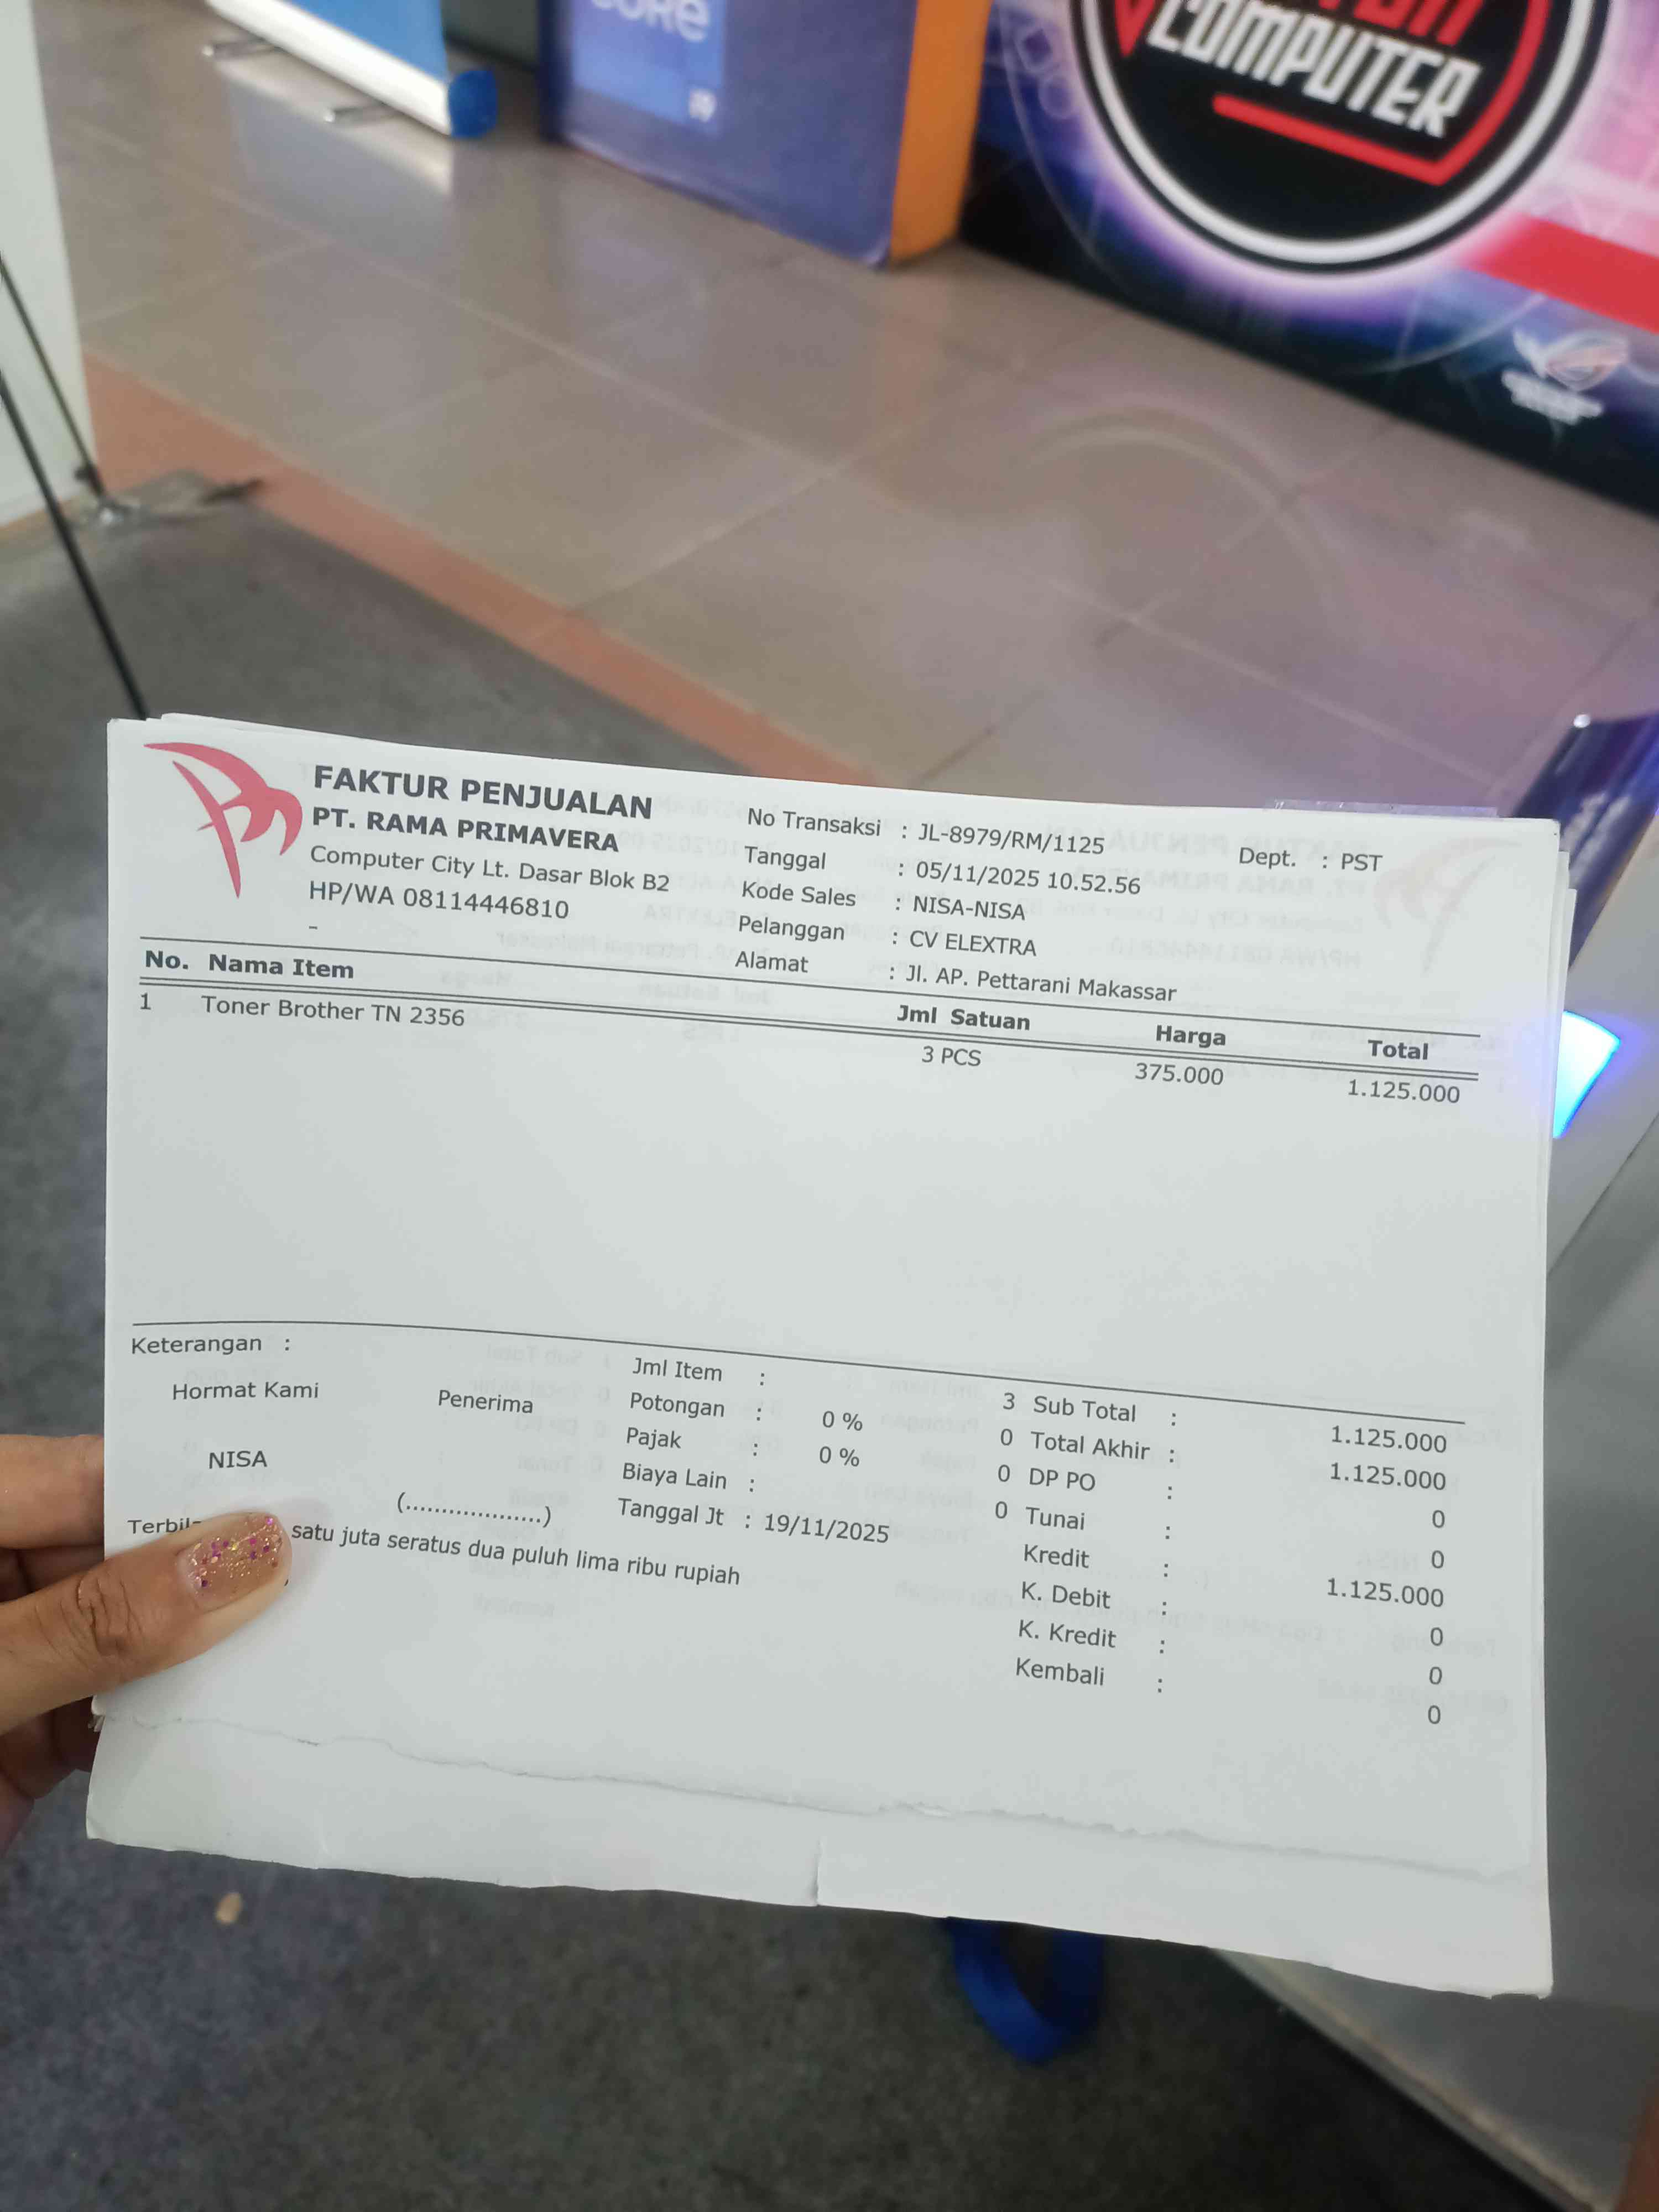 CORE
i9
COMPUTER
FAKTUR PENJUALAN
PT. RAMA PRIMAVERA
Computer City Lt. Dasar Blok B2
HP/WA 08114446810
-
No Transaksi : JL-8979/RM/1125
Tanggal : 05/11/2025 10.52.56
Kode Sales : NISA-NISA
Pelanggan : CV ELEXTRA
Alamat : Jl. AP. Pettarani Makassar
Dept. : PST
No. Nama Item Jml Satuan Harga Total
1 Toner Brother TN 2356 3 PCS 375.000 1.125.000
Keterangan :
Hormat Kami Penerima
NISA
(...................)
Jml Item : 3
Potongan : 0 % 0
Pajak : 0 % 0
Biaya Lain : 0
Tanggal Jt : 19/11/2025
Sub Total : 1.125.000
Total Akhir : 1.125.000
DP PO : 0
Tunai : 0
Kredit : 1.125.000
K. Debit : 0
K. Kredit : 0
Kembali : 0
satu juta seratus dua puluh lima ribu rupiah